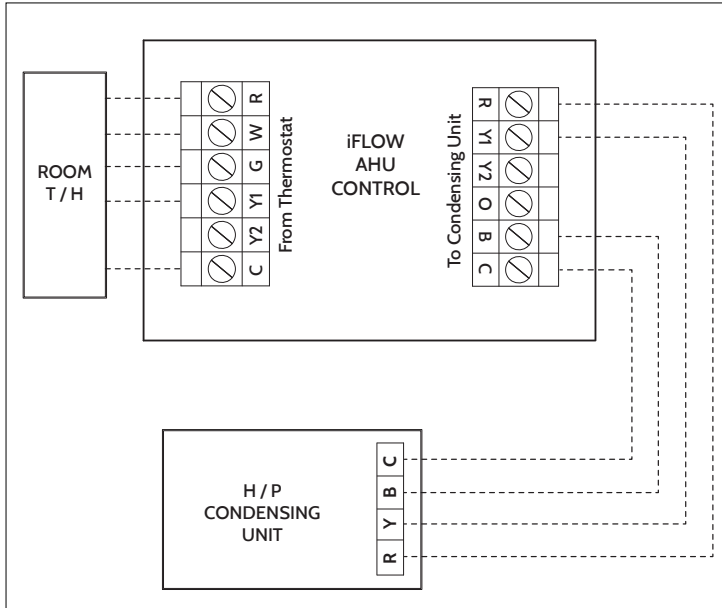 ROOM
T / H
R
W
G
Y1
Y2
C
From Thermostat
iFLOW
AHU
CONTROL
To Condensing Unit
R
Y1
Y2
O
B
C
H / P
CONDENSING
UNIT
C
B
Y
R